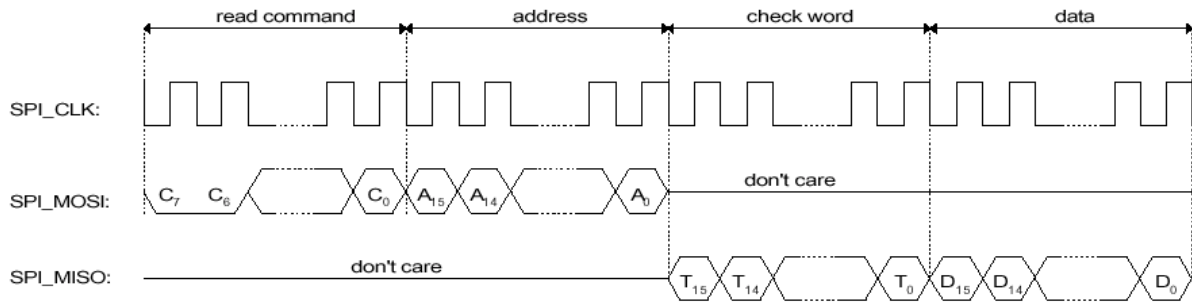 read command address check word data
SPI_CLK:
SPI_MOSI: C7 C6 C0 A15 A14 A0 don't care
SPI_MISO: don't care T15 T14 T0 D15 D14 D0